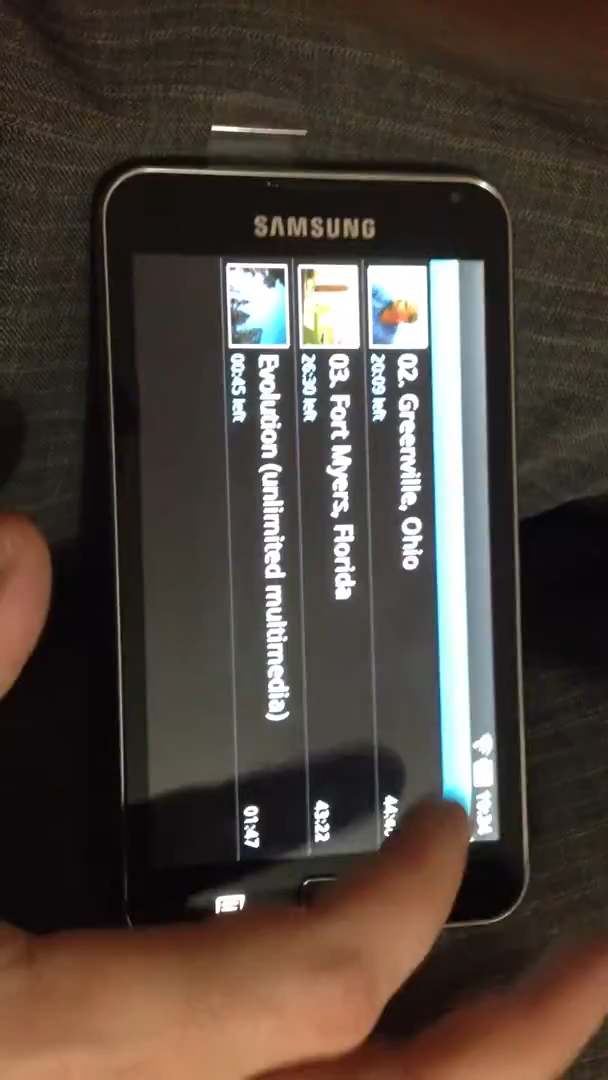 SAMSUNG
02. Greenville, Ohio
20:09 left
03. Fort Myers, Florida
26:30 left
43:22
Evolution (unlimited multimedia)
00:45 left
01:47